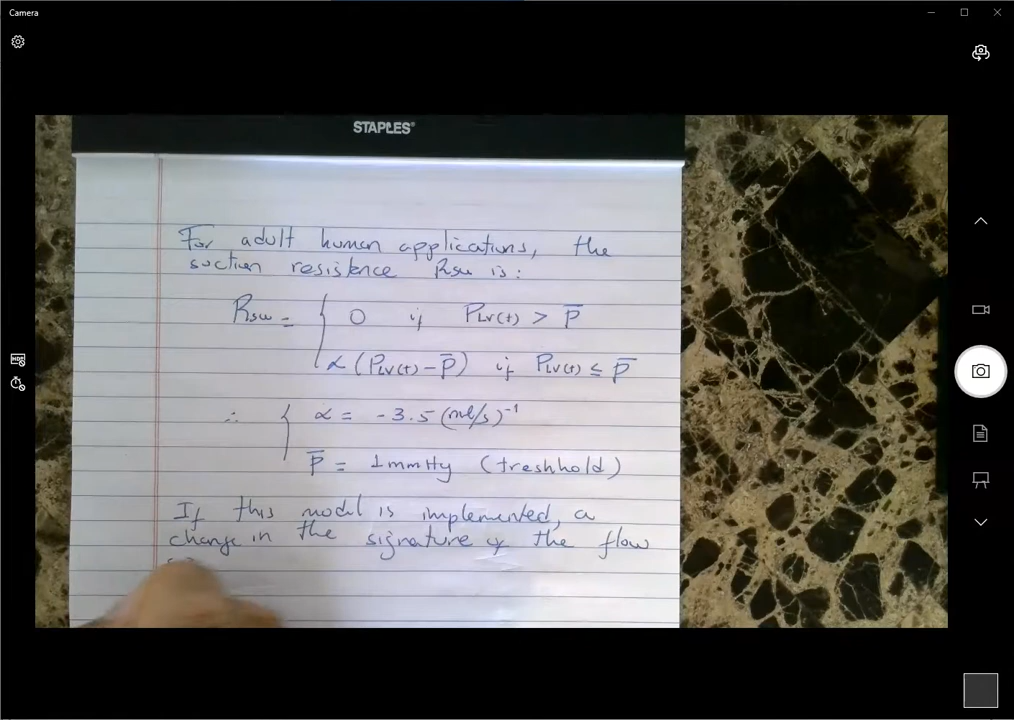 Camera
STAPLES®
For adult human applications, the
suction resistence Rsu is:
Rsu = { 0 if PLV(t) > p̄
α (PLV(t) - p̄) if PLV(t) ≤ p̄
∴ { α = -3.5 (ml/s)⁻¹
p̄ = 1mmHg (treshhold)
If this model is implemented, a
change in the signature of the flow